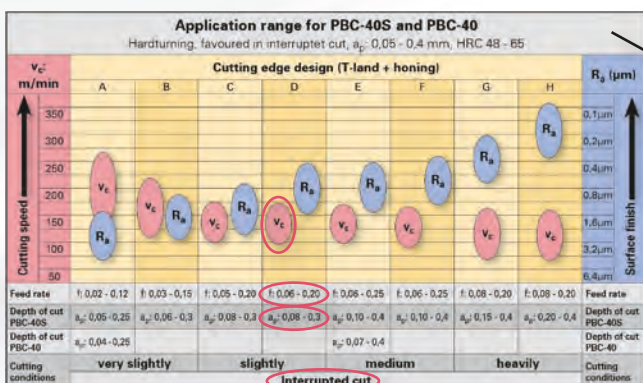 Application range for PBC-40S and PBC-40
Hardturning, favoured in interruptet cut, ap: 0,05 - 0,4 mm, HRC 48 - 65
vc: m/min
Cutting edge design (T-land + honing)
Ra (µm)
A B C D E F G H
350 0,1µm
300 0,2µm
250 0,4µm
200 0,8µm
150 1,6µm
100 3,2µm
50 6,4µm
Cutting speed
Surface finish
vc vc vc vc vc vc vc vc
Ra Ra Ra Ra Ra Ra Ra Ra
Feed rate f: 0,02 - 0,12 f: 0,03 - 0,15 f: 0,05 - 0,20 f: 0,06 - 0,20 f: 0,06 - 0,25 f: 0,06 - 0,25 f: 0,08 - 0,20 f: 0,08 - 0,20 Feed rate
Depth of cut PBC-40S ap: 0,05 - 0,25 ap: 0,06 - 0,3 ap: 0,08 - 0,3 ap: 0,08 - 0,3 ap: 0,10 - 0,4 ap: 0,10 - 0,4 ap: 0,15 - 0,4 ap: 0,20 - 0,4 Depth of cut PBC-40S
Depth of cut PBC-40 ap: 0,04 - 0,25 ap: 0,07 - 0,4 Depth of cut PBC-40
Cutting conditions very slightly slightly medium heavily Cutting conditions
Interrupted cut